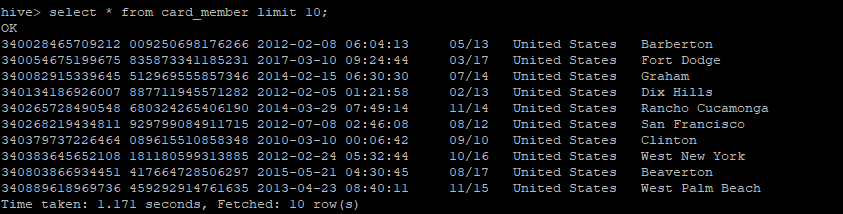 hive> select * from card_member limit 10;
OK
340028465709212 009250698176266 2012-02-08 06:04:13 05/13 United States Barberton
340054675199675 835873341185231 2017-03-10 09:24:44 03/17 United States Fort Dodge
340082915339645 512969555857346 2014-02-15 06:30:30 07/14 United States Graham
340134186926007 887711945571282 2012-02-05 01:21:58 02/13 United States Dix Hills
340265728490548 680324265406190 2014-03-29 07:49:14 11/14 United States Rancho Cucamonga
340268219434811 929799084911715 2012-07-08 02:46:08 08/12 United States San Francisco
340379737226464 089615510858348 2010-03-10 00:06:42 09/10 United States Clinton
340383645652108 181180599313885 2012-02-24 05:32:44 10/16 United States West New York
340803866934451 417664728506297 2015-05-21 04:30:45 08/17 United States Beaverton
340889618969736 459292914761635 2013-04-23 08:40:11 11/15 United States West Palm Beach
Time taken: 1.171 seconds, Fetched: 10 row(s)